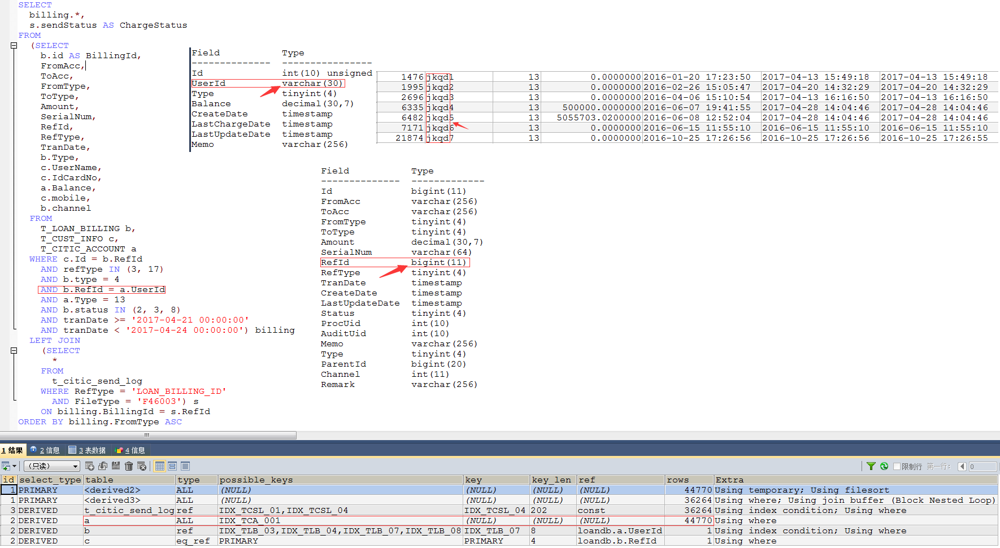 SELECT
billing.*,
s.sendStatus AS ChargeStatus
FROM
(SELECT
b.id AS BillingId,
FromAcc,
ToAcc,
FromType,
ToType,
Amount,
SerialNum,
RefId,
RefType,
TranDate,
b.Type,
c.UserName,
c.IdCardNo,
a.Balance,
c.mobile,
b.channel
FROM
T_LOAN_BILLING b,
T_CUST_INFO c,
T_CITIC_ACCOUNT a
WHERE c.Id = b.RefId
AND refType IN (3, 17)
AND b.type = 4
AND b.RefId = a.UserId
AND a.Type = 13
AND b.status IN (2, 3, 8)
AND tranDate >= '2017-04-21 00:00:00'
AND tranDate < '2017-04-24 00:00:00') billing
LEFT JOIN
(SELECT
*
FROM
t_citic_send_log
WHERE RefType = 'LOAN_BILLING_ID'
AND FileType = 'F46003') s
ON billing.BillingId = s.RefId
ORDER BY billing.FromType ASC
Field Type
-------------- ----------------
Id int(10) unsigned
UserId varchar(30)
Type tinyint(4)
Balance decimal(30,7)
CreateDate timestamp
LastChargeDate timestamp
LastUpdateDate timestamp
Memo varchar(256)
1476 jkqd1 13 0.0000000 2016-01-20 17:23:50 2017-04-13 15:49:18 2017-04-13 15:49:18
1995 jkqd2 13 0.0000000 2016-02-26 15:05:47 2017-04-20 14:32:29 2017-04-20 14:32:29
2696 jkqd3 13 0.0000000 2016-04-06 15:10:54 2017-04-13 16:16:50 2017-04-13 16:16:50
6335 jkqd4 13 500000.0000000 2016-06-07 19:41:55 2017-04-28 14:04:46 2017-04-28 14:04:46
6482 jkqd5 13 5055703.0200000 2016-06-08 12:52:04 2017-04-28 14:04:46 2017-04-28 14:04:46
7171 jkqd6 13 0.0000000 2016-06-15 11:55:10 2016-06-15 11:55:10 2016-06-15 11:55:10
21874 jkqd7 13 0.0000000 2016-10-25 17:26:56 2016-10-25 17:26:56 2016-10-25 17:26:55
Field Type
-------------- -------------
Id bigint(11)
FromAcc varchar(256)
ToAcc varchar(256)
FromType tinyint(4)
ToType tinyint(4)
Amount decimal(30,7)
SerialNum varchar(64)
RefId bigint(11)
RefType tinyint(4)
TranDate timestamp
CreateDate timestamp
LastUpdateDate timestamp
Status tinyint(4)
ProcUid int(10)
AuditUid int(10)
Memo varchar(256)
Type tinyint(4)
ParentId bigint(20)
Channel int(11)
Remark varchar(256)
1 结果 2 信息 3 表数据 4 信息
(只读) 限制行 第一行: 0
id select_type table type possible_keys key key_len ref rows Extra
1 PRIMARY <derived2> ALL (NULL) (NULL) (NULL) (NULL) 44770 Using temporary; Using filesort
1 PRIMARY <derived3> ALL (NULL) (NULL) (NULL) (NULL) 36264 Using where; Using join buffer (Block Nested Loop)
3 DERIVED t_citic_send_log ref IDX_TCSL_01,IDX_TCSL_04 IDX_TCSL_04 202 const 36264 Using index condition; Using where
2 DERIVED a ALL IDX_TCA_001 (NULL) (NULL) (NULL) 44770 Using where
2 DERIVED b ref IDX_TLB_03,IDX_TLB_04,IDX_TLB_07,IDX_TLB_08 IDX_TLB_07 8 loandb.a.UserId 1 Using index condition; Using where
2 DERIVED c eq_ref PRIMARY PRIMARY 4 loandb.b.RefId 1 Using where